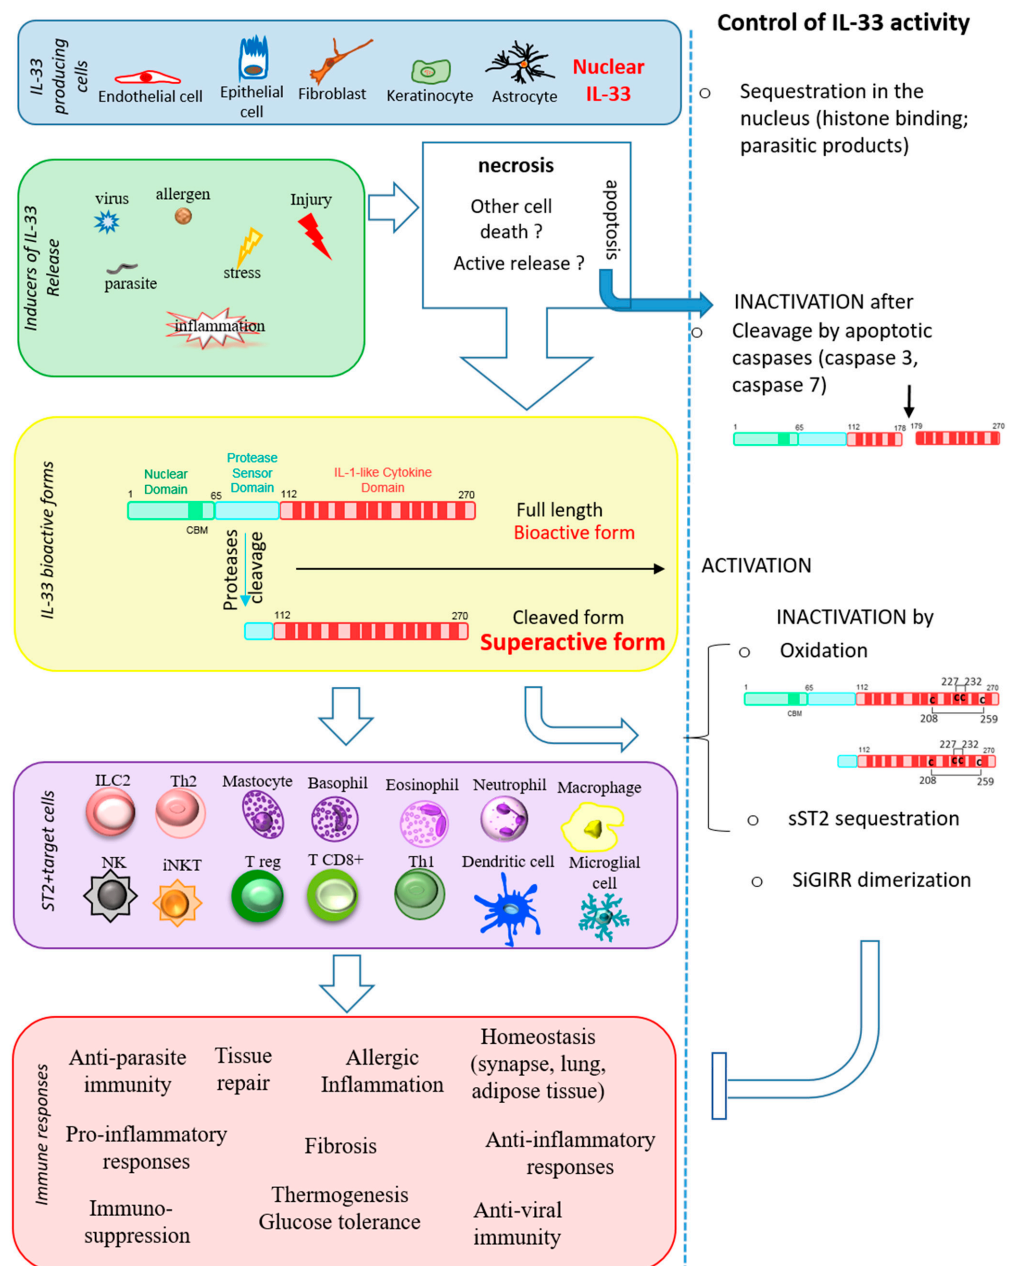 Control of IL-33 activity
IL-33
producing
cells
Endothelial cell
Epithelial
cell
Fibroblast
Keratinocyte
Astrocyte
Nuclear
IL-33
Sequestration in the
nucleus (histone binding;
parasitic products)
Inducers of IL-33
Release
virus
allergen
Injury
parasite
stress
inflammation
necrosis
Other cell
death ?
Active release ?
apoptosis
INACTIVATION after
Cleavage by apoptotic
caspases (caspase 3,
caspase 7)
1
65
112
178
179
270
IL-33 bioactive forms
Nuclear
Domain
Protease
Sensor
Domain
IL-1-like Cytokine
Domain
1
65
112
270
CBM
Full length
Bioactive form
Proteases
cleavage
112
270
Cleaved form
Superactive form
ACTIVATION
INACTIVATION by
Oxidation
227
232
1
65
112
270
c
cc
c
CBM
208
259
227
232
112
270
c
cc
c
208
259
sST2 sequestration
SiGIRR dimerization
ST2+target cells
ILC2
Th2
Mastocyte
Basophil
Eosinophil
Neutrophil
Macrophage
NK
iNKT
T reg
T CD8+
Th1
Dendritic cell
Microglial
cell
Immune responses
Anti-parasite
immunity
Tissue
repair
Allergic
Inflammation
Homeostasis
(synapse, lung,
adipose tissue)
Pro-inflammatory
responses
Fibrosis
Anti-inflammatory
responses
Immuno-
suppression
Thermogenesis
Glucose tolerance
Anti-viral
immunity